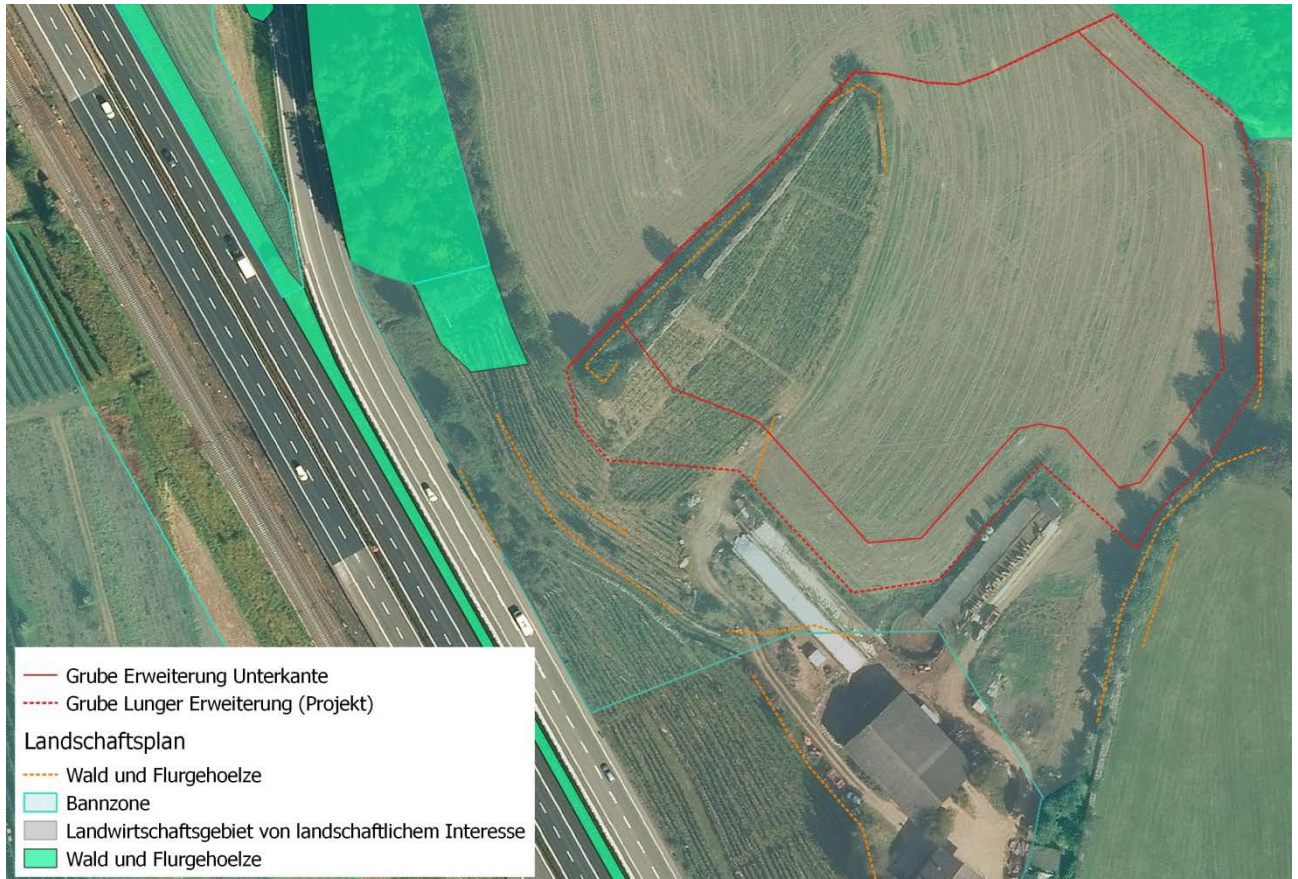 Grube Erweiterung Unterkante
Grube Lunger Erweiterung (Projekt)
Landschaftsplan
Wald und Flurgehoelze
Bannzone
Landwirtschaftsgebiet von landschaftlichem Interesse
Wald und Flurgehoelze